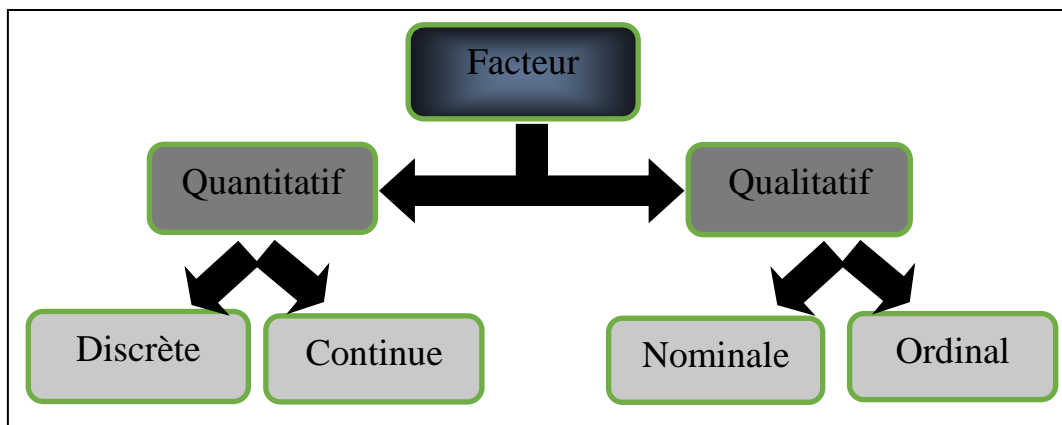 Facteur
Quantitatif
Qualitatif
Discrète
Continue
Nominale
Ordinal